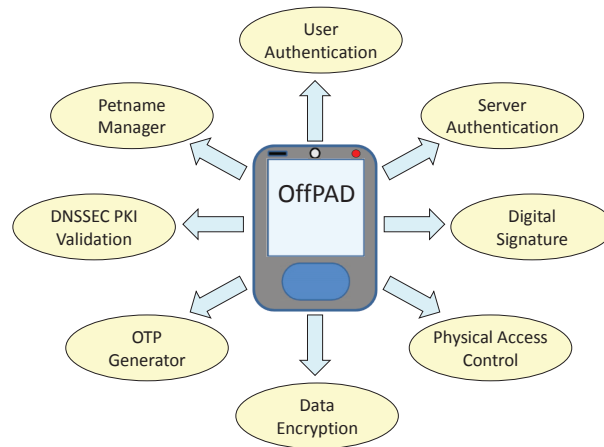 User
Authentication
Petname
Manager
Server
Authentication
OffPAD
DNSSEC PKI
Validation
Digital
Signature
OTP
Generator
Physical Access
Control
Data
Encryption